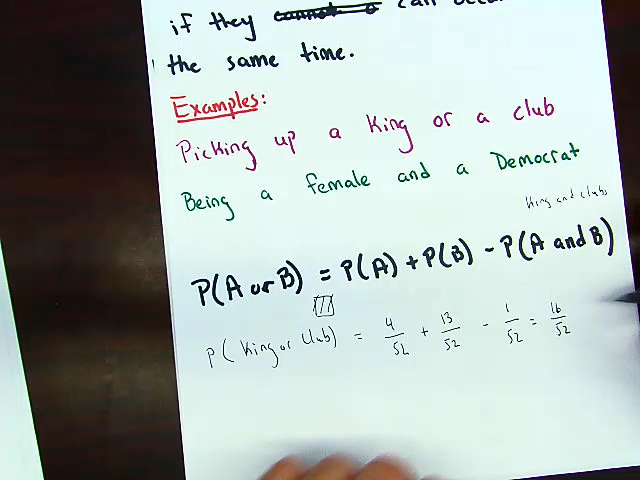 if they can
the same time.
Examples:
Picking up a King or a club
Being a female and a Democrat
King and clubs
P(A or B) = P(A) + P(B) - P(A and B)
P(King or Club) = 4/52 + 13/52 - 1/52 = 16/52